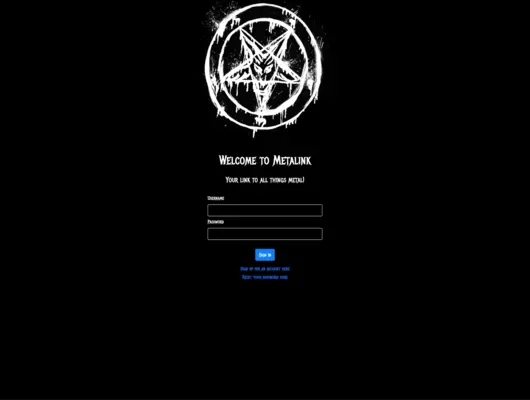 Welcome to Metalink
Your link to all things metal!
Username
Password
Sign In
Sign up for an account here
Reset your password here